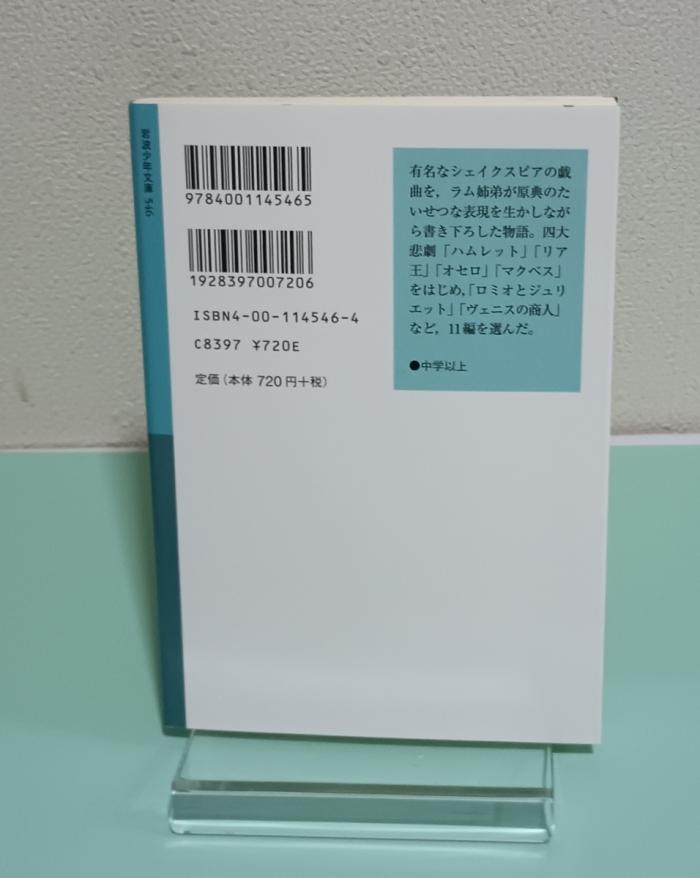 岩波少年文庫 546
9784001145465
1928397007206
ISBN4-00-114546-4
C8397 ¥720E
定価(本体 720円+税)
有名なシェイクスピアの戯
曲を,ラム姉弟が原典のた
いせつな表現を生かしなが
ら書き下ろした物語。四大
悲劇「ハムレット」「リア
王」「オセロ」「マクベス」
をはじめ,「ロミオとジュリ
エット」「ヴェニスの商人」
など,11編を選んだ。
●中学以上